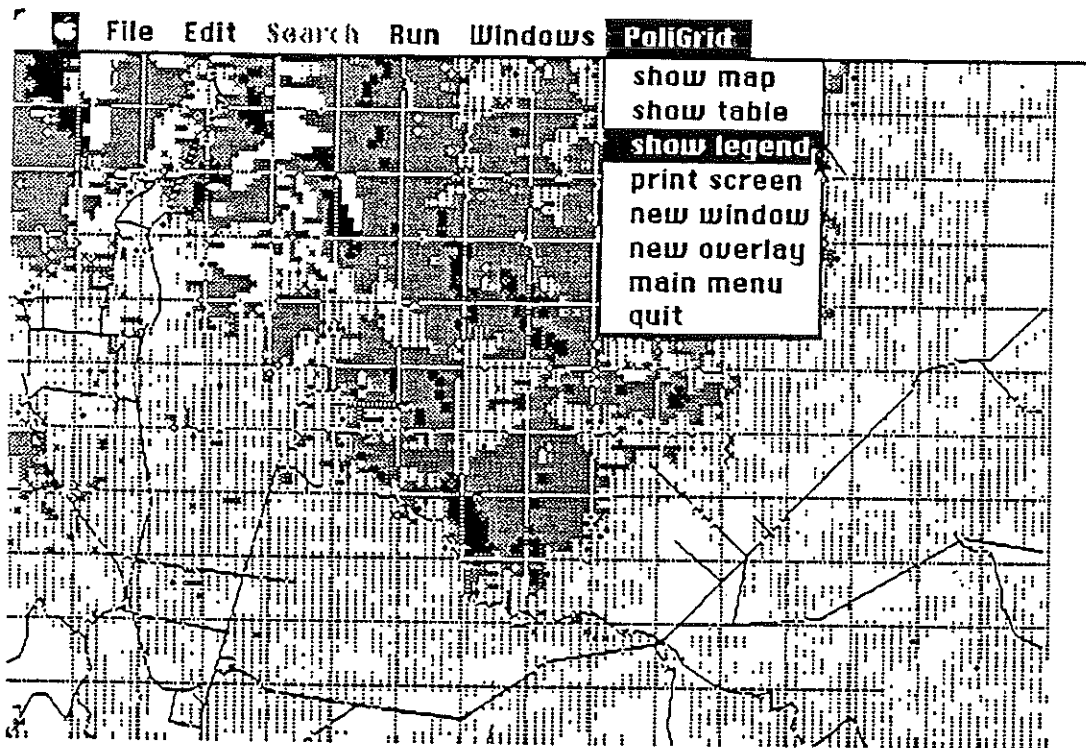 File Edit Search Run Windows PoliGrid
show map
show table
show legend
print screen
new window
new overlay
main menu
quit